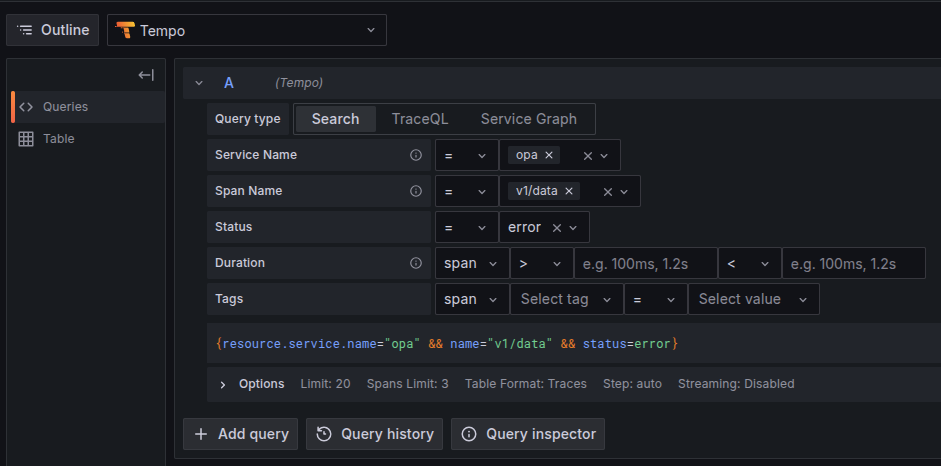 Outline Tempo
Queries
Table
A (Tempo)
Query type Search TraceQL Service Graph
Service Name = opa
Span Name = v1/data
Status = error
Duration span > e.g. 100ms, 1.2s < e.g. 100ms, 1.2s
Tags span Select tag = Select value
{resource.service.name="opa" && name="v1/data" && status=error}
Options Limit: 20 Spans Limit: 3 Table Format: Traces Step: auto Streaming: Disabled
+ Add query Query history Query inspector